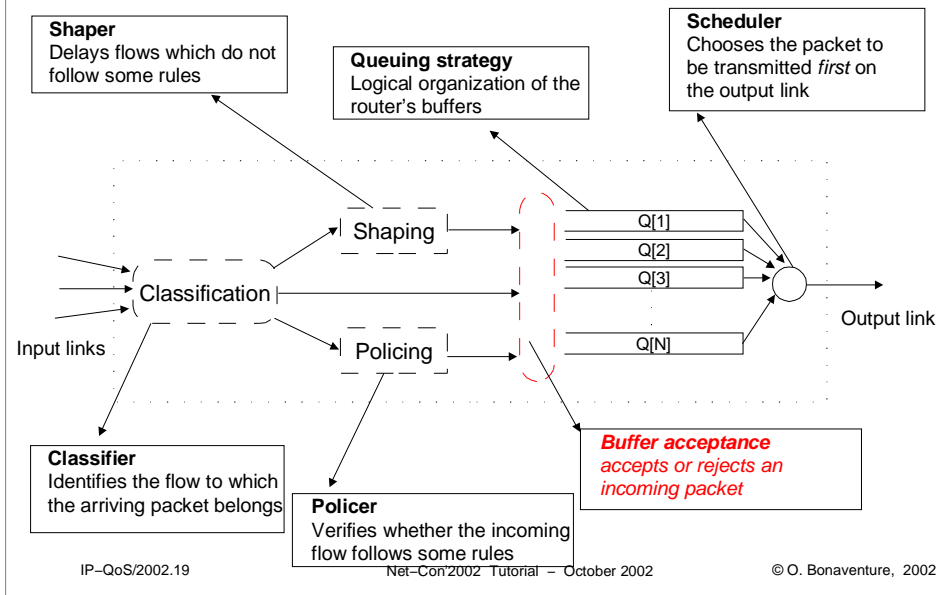 Shaper
Delays flows which do not
follow some rules
Queuing strategy
Logical organization of the
router's buffers
Scheduler
Chooses the packet to
be transmitted first on
the output link
Shaping
Classification
Policing
Q[1]
Q[2]
Q[3]
Q[N]
Input links
Output link
Classifier
Identifies the flow to which
the arriving packet belongs
Policer
Verifies whether the incoming
flow follows some rules
Buffer acceptance
accepts or rejects an
incoming packet
IP−QoS/2002.19
Net−Con'2002 Tutorial − October 2002
© O. Bonaventure, 2002